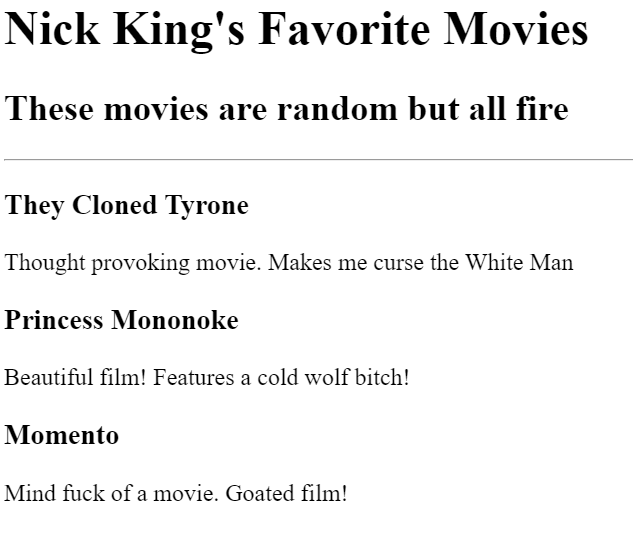 Nick King's Favorite Movies
These movies are random but all fire
They Cloned Tyrone
Thought provoking movie. Makes me curse the White Man
Princess Mononoke
Beautiful film! Features a cold wolf bitch!
Momento
Mind fuck of a movie. Goated film!